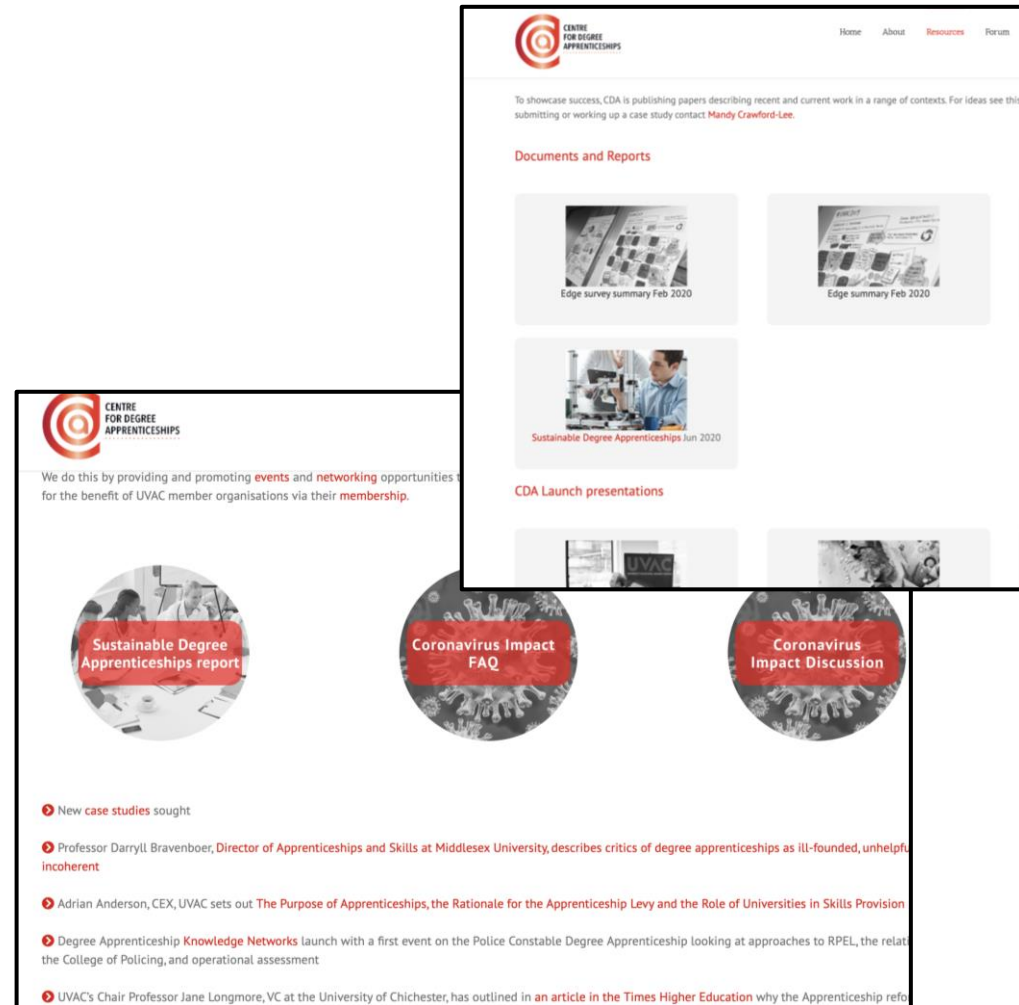 CENTRE
FOR DEGREE
APPRENTICESHIPS
Home About Resources Forum
To showcase success, CDA is publishing papers describing recent and current work in a range of contexts. For ideas see this
submitting or working up a case study contact Mandy Crawford-Lee.
Documents and Reports
Edge survey summary Feb 2020
Edge summary Feb 2020
Sustainable Degree Apprenticeships Jun 2020
CDA Launch presentations
UVAC
CENTRE
FOR DEGREE
APPRENTICESHIPS
We do this by providing and promoting events and networking opportunities
for the benefit of UVAC member organisations via their membership.
Sustainable Degree
Apprenticeships report
Coronavirus Impact
FAQ
Coronavirus
Impact Discussion
New case studies sought
Professor Darryll Bravenboer, Director of Apprenticeships and Skills at Middlesex University, describes critics of degree apprenticeships as ill-founded, unhelpfu
incoherent
Adrian Anderson, CEX, UVAC sets out The Purpose of Apprenticeships, the Rationale for the Apprenticeship Levy and the Role of Universities in Skills Provision
Degree Apprenticeship Knowledge Networks launch with a first event on the Police Constable Degree Apprenticeship looking at approaches to RPEL, the relati
the College of Policing, and operational assessment
UVAC's Chair Professor Jane Longmore, VC at the University of Chichester, has outlined in an article in the Times Higher Education why the Apprenticeship refo